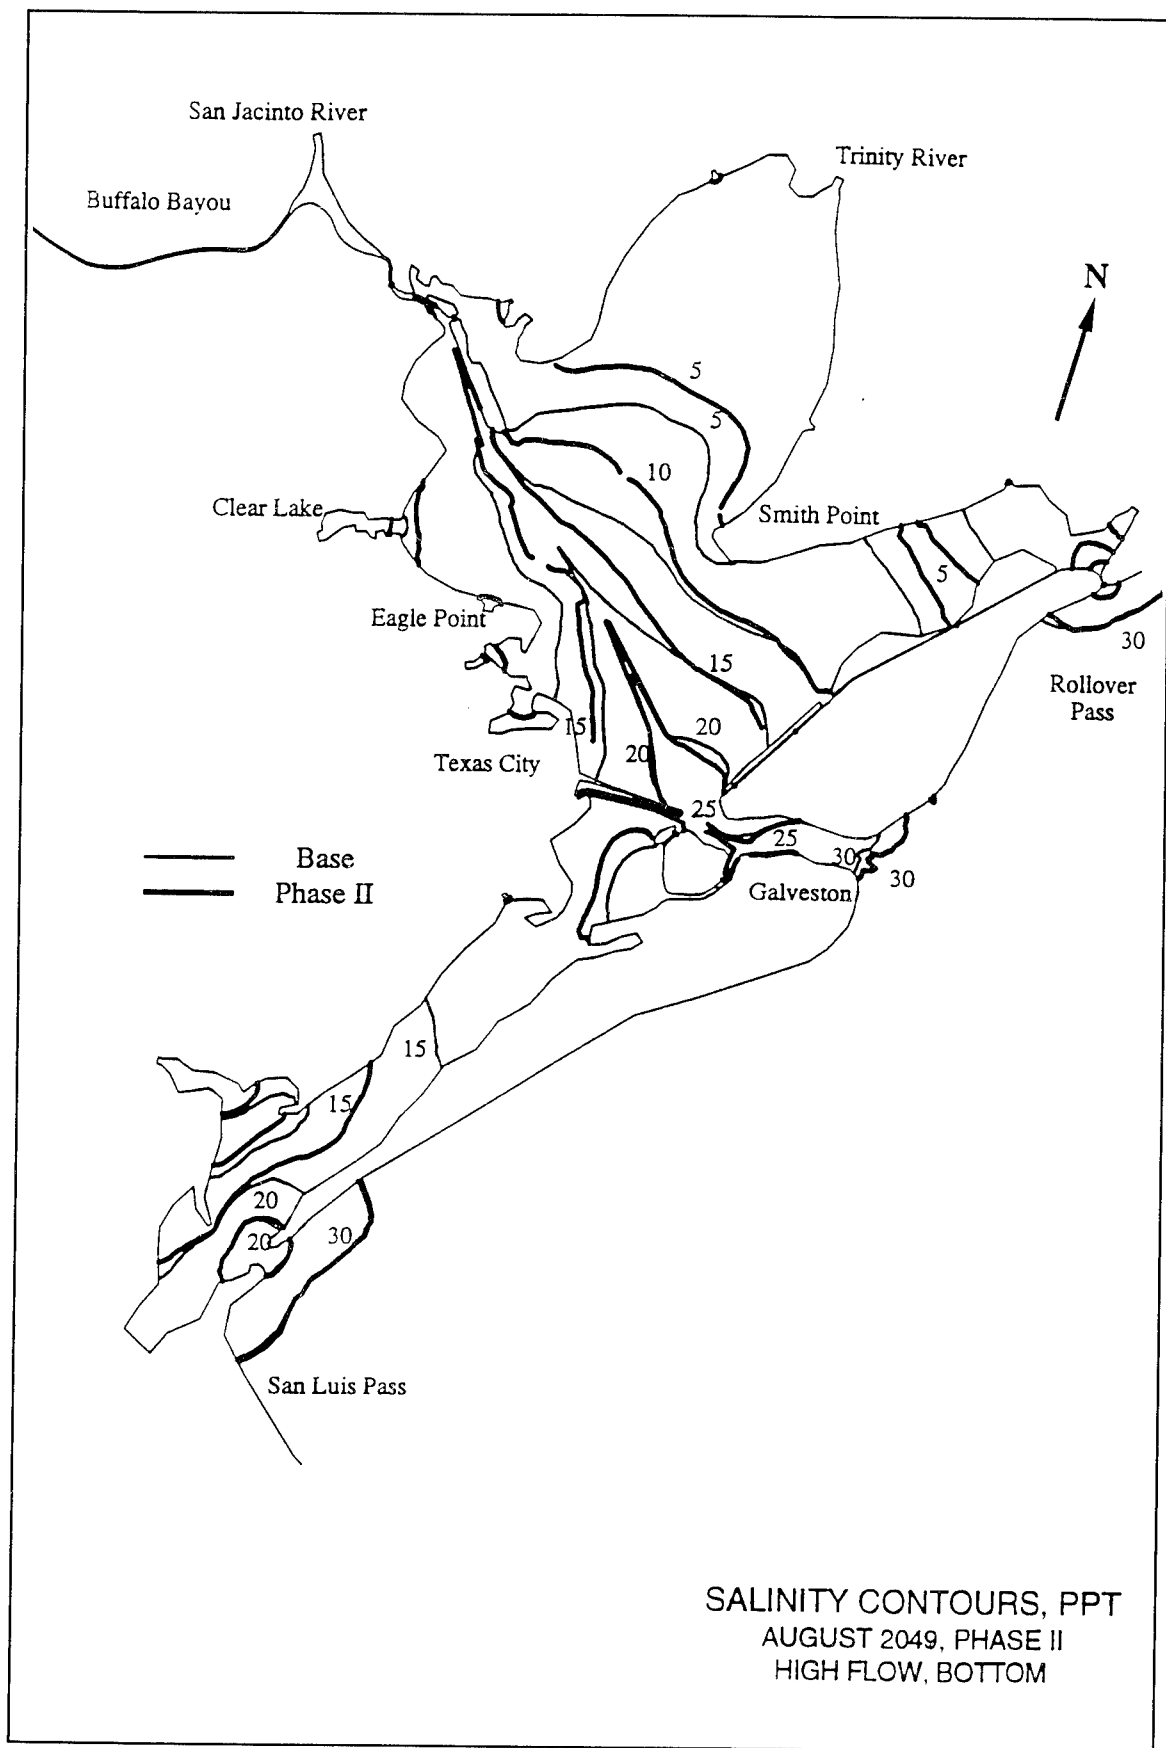 San Jacinto River
Trinity River
Buffalo Bayou
N
5
5
10
Clear Lake
Smith Point
5
Eagle Point
30
15
Rollover
Pass
15
20
20
Texas City
25
25
30
30
Base
Phase II
Galveston
15
15
20
20
30
San Luis Pass
SALINITY CONTOURS, PPT
AUGUST 2049, PHASE II
HIGH FLOW, BOTTOM